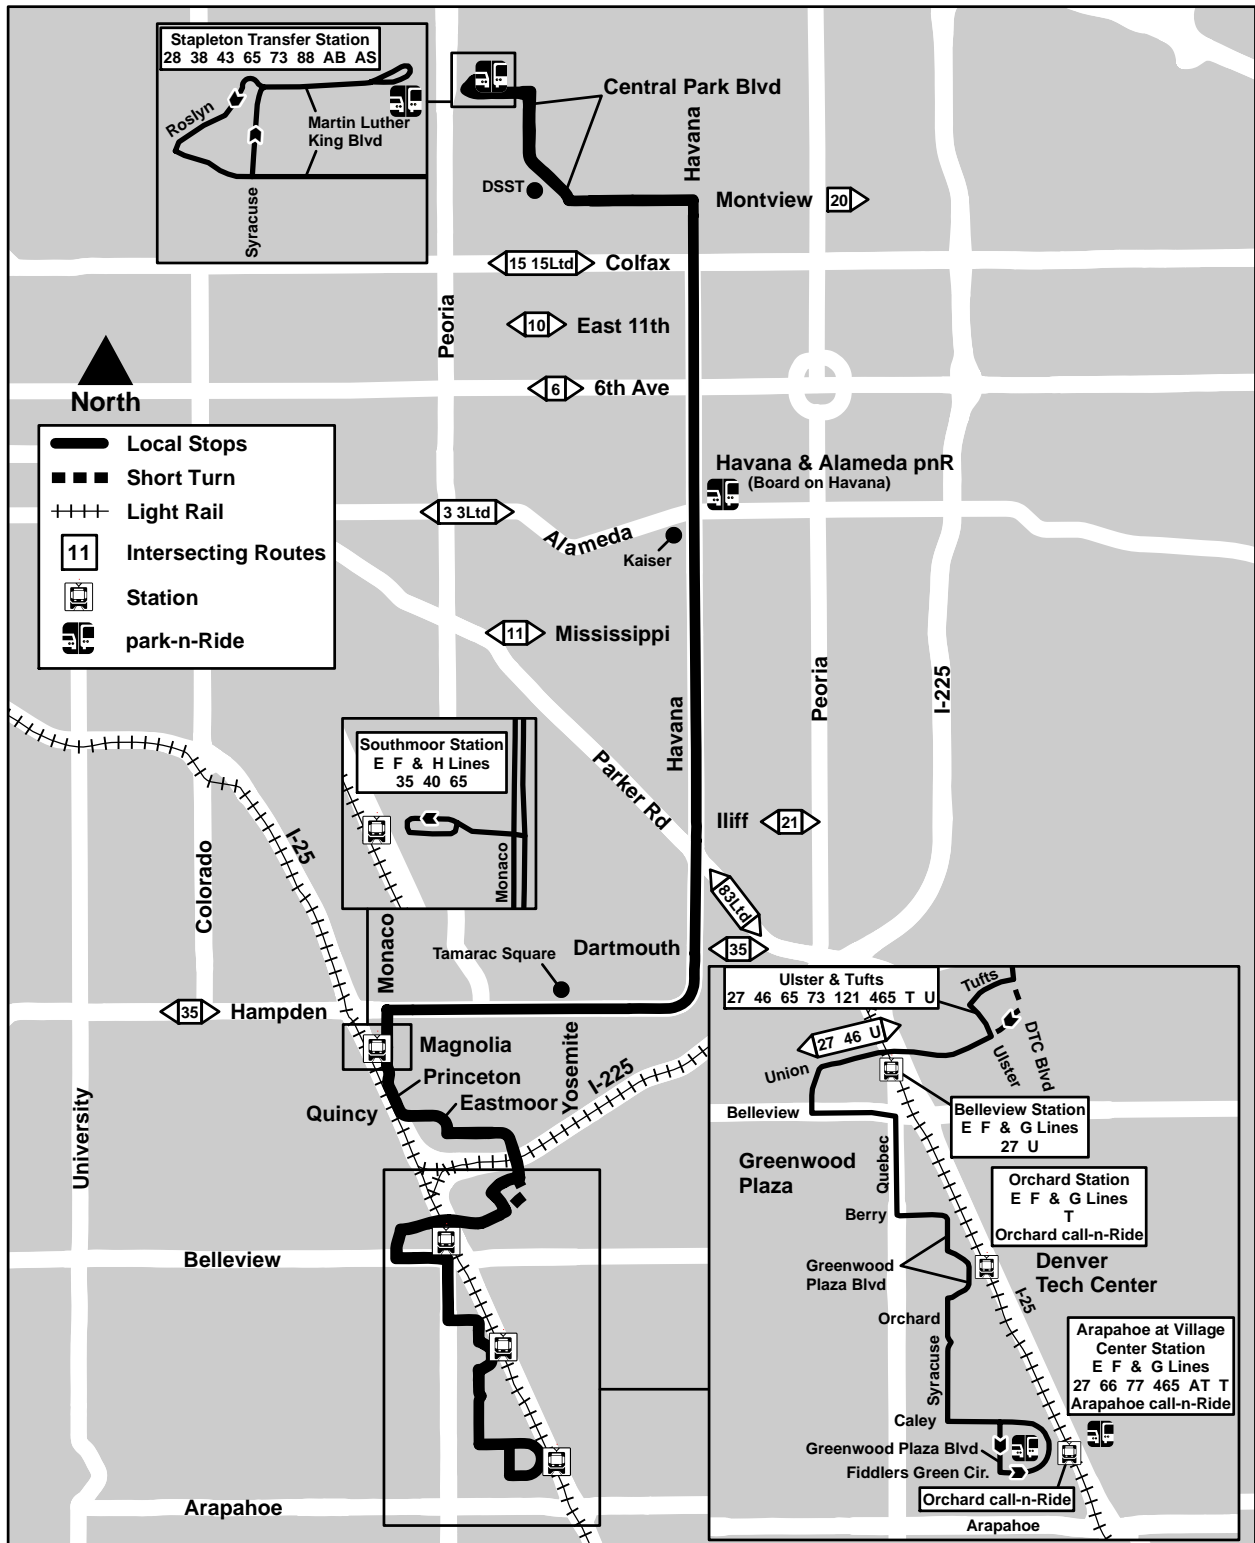 Stapleton Transfer Station
28 38 43 65 73 88 AB AS
Roslyn
Martin Luther
King Blvd
Syracuse
Central Park Blvd
Havana
DSST
Montview 20
15 15Ltd Colfax
Peoria
10 East 11th
6 6th Ave
North
Local Stops
Short Turn
Light Rail
11 Intersecting Routes
Station
park-n-Ride
Havana & Alameda pnR
(Board on Havana)
3 3Ltd
Alameda
Kaiser
11 Mississippi
Havana
Peoria
I-225
Parker Rd
Iliff 21
83Ltd
Southmoor Station
E F & H Lines
35 40 65
Monaco
I-25
Colorado
Monaco
Tamarac Square
Dartmouth 35
35 Hampden
Magnolia
Princeton
Eastmoor
Quincy
Yosemite
I-225
University
Belleview
Arapahoe
Ulster & Tufts
27 46 65 73 121 465 T U
Tufts
27 46 U
DTC Blvd
Ulster
Union
Belleview
Belleview Station
E F & G Lines
27 U
Greenwood
Plaza
Quebec
Orchard Station
E F & G Lines
T
Orchard call-n-Ride
Berry
Greenwood
Plaza Blvd
Denver
Tech Center
I-25
Orchard
Syracuse
Arapahoe at Village
Center Station
E F & G Lines
27 66 77 465 AT T
Arapahoe call-n-Ride
Caley
Greenwood Plaza Blvd
Fiddlers Green Cir.
Orchard call-n-Ride
Arapahoe